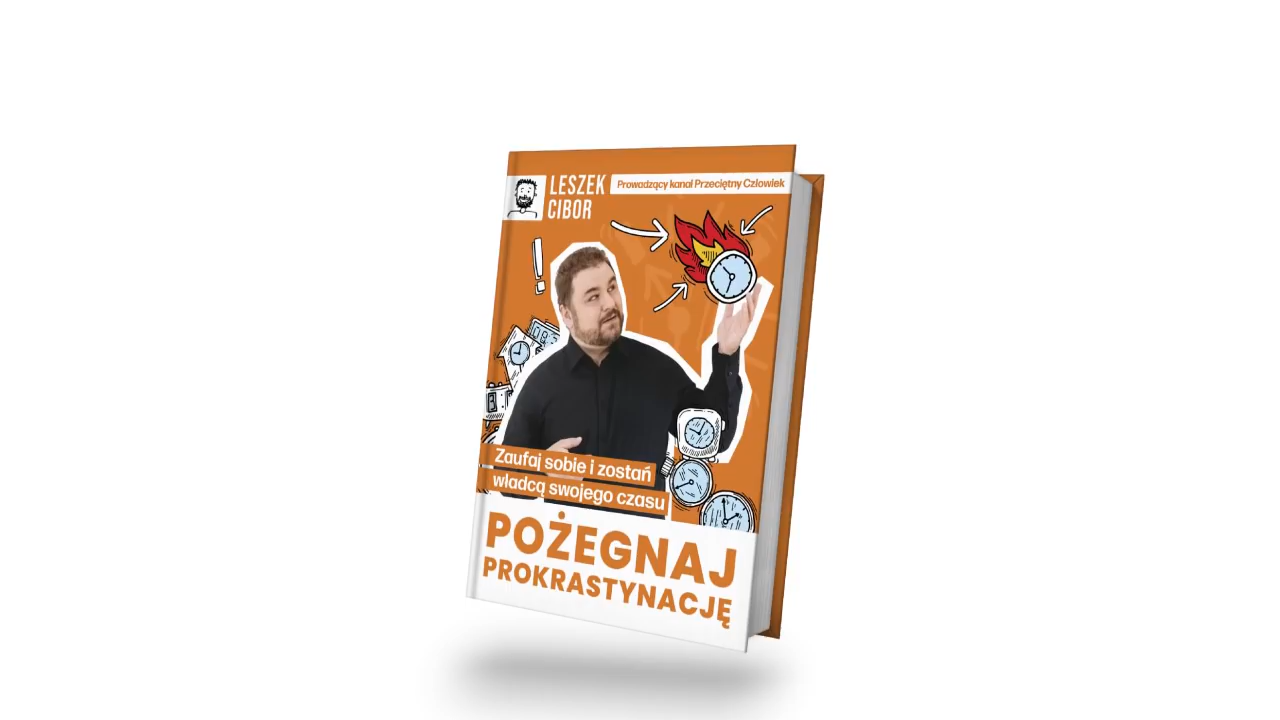 LESZEK
CIBOR
Prowadzący kanał Przeciętny Człowiek
Zaufaj sobie i zostań
władcą swojego czasu
POŻEGNAJ
PROKRASTYNACJĘ